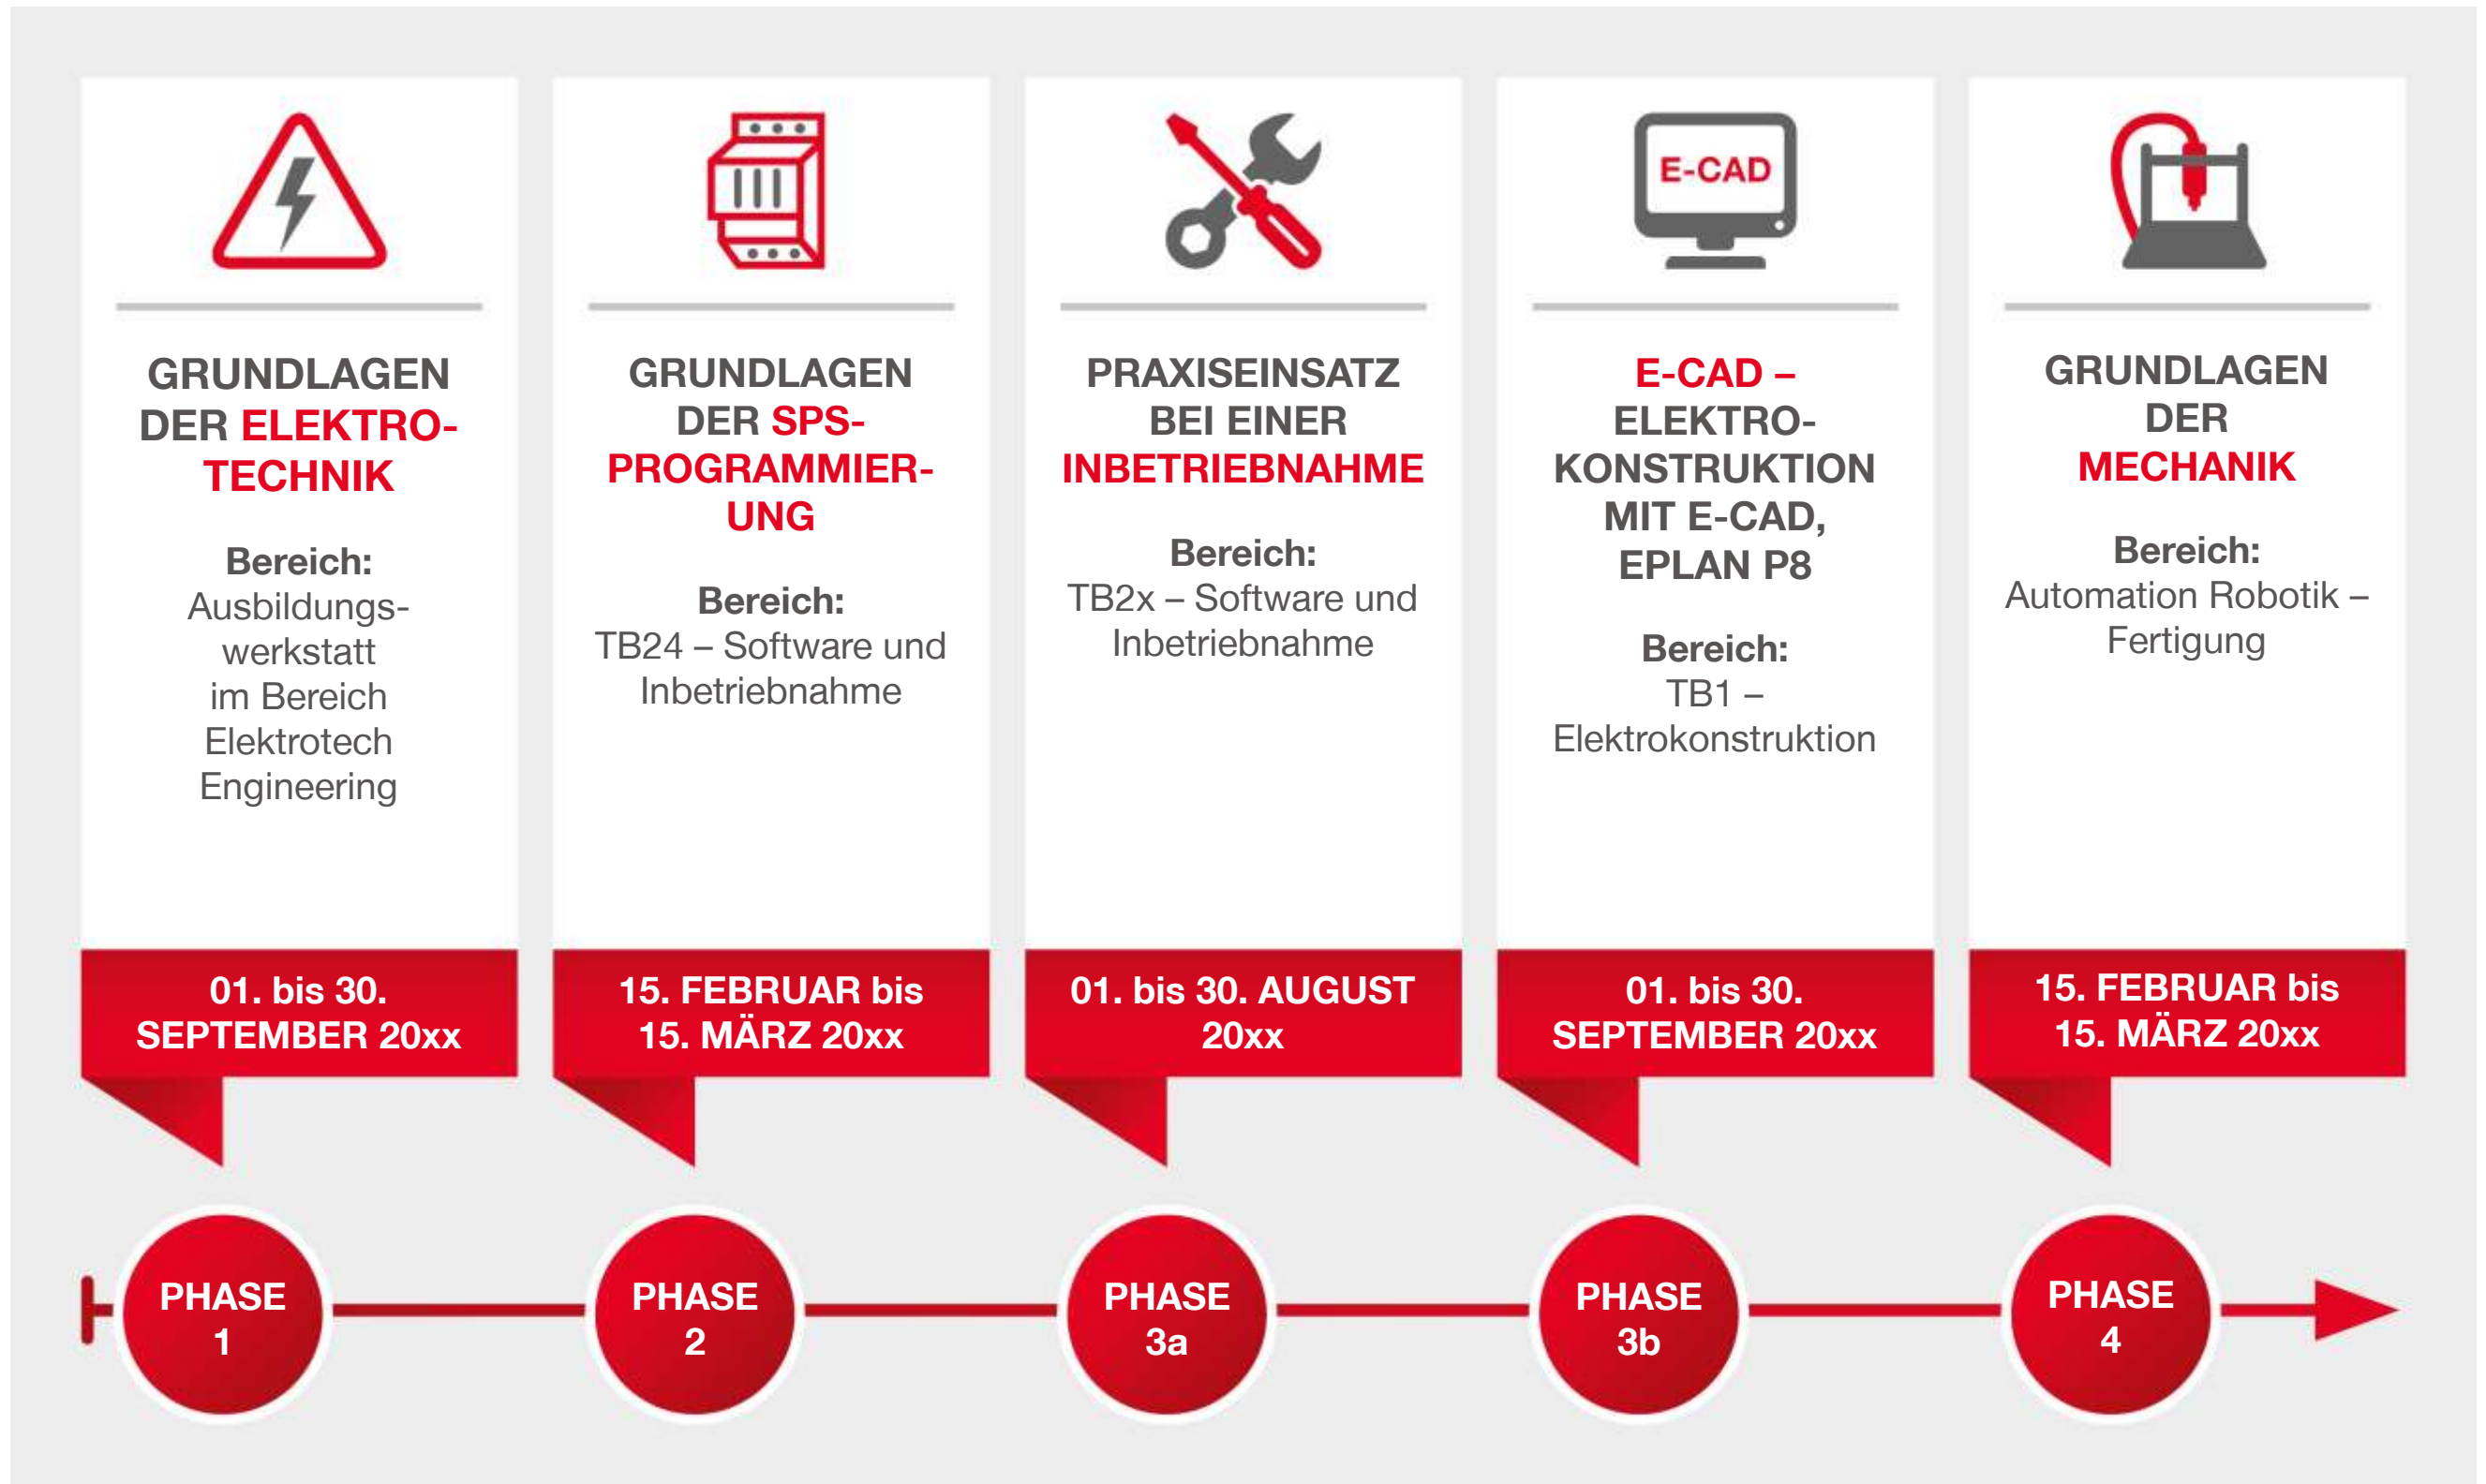 GRUNDLAGEN
DER ELEKTRO-
TECHNIK
Bereich:
Ausbildungs-
werkstatt
im Bereich
Elektrotech
Engineering
01. bis 30.
SEPTEMBER 20xx
PHASE
1
GRUNDLAGEN
DER SPS-
PROGRAMMIER-
UNG
Bereich:
TB24 – Software und
Inbetriebnahme
15. FEBRUAR bis
15. MÄRZ 20xx
PHASE
2
PRAXISEINSATZ
BEI EINER
INBETRIEBNAHME
Bereich:
TB2x – Software und
Inbetriebnahme
01. bis 30. AUGUST
20xx
PHASE
3a
E-CAD
E-CAD –
ELEKTRO-
KONSTRUKTION
MIT E-CAD,
EPLAN P8
Bereich:
TB1 –
Elektrokonstruktion
01. bis 30.
SEPTEMBER 20xx
PHASE
3b
GRUNDLAGEN
DER
MECHANIK
Bereich:
Automation Robotik –
Fertigung
15. FEBRUAR bis
15. MÄRZ 20xx
PHASE
4